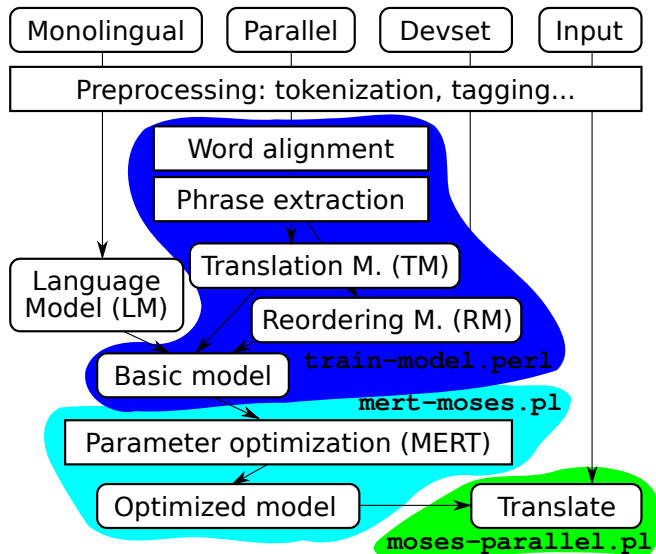 Monolingual
Parallel
Devset
Input
Preprocessing: tokenization, tagging...
Word alignment
Phrase extraction
Translation M. (TM)
Language
Model (LM)
Reordering M. (RM)
train-model.perl
Basic model
mert-moses.pl
Parameter optimization (MERT)
Optimized model
Translate
moses-parallel.pl